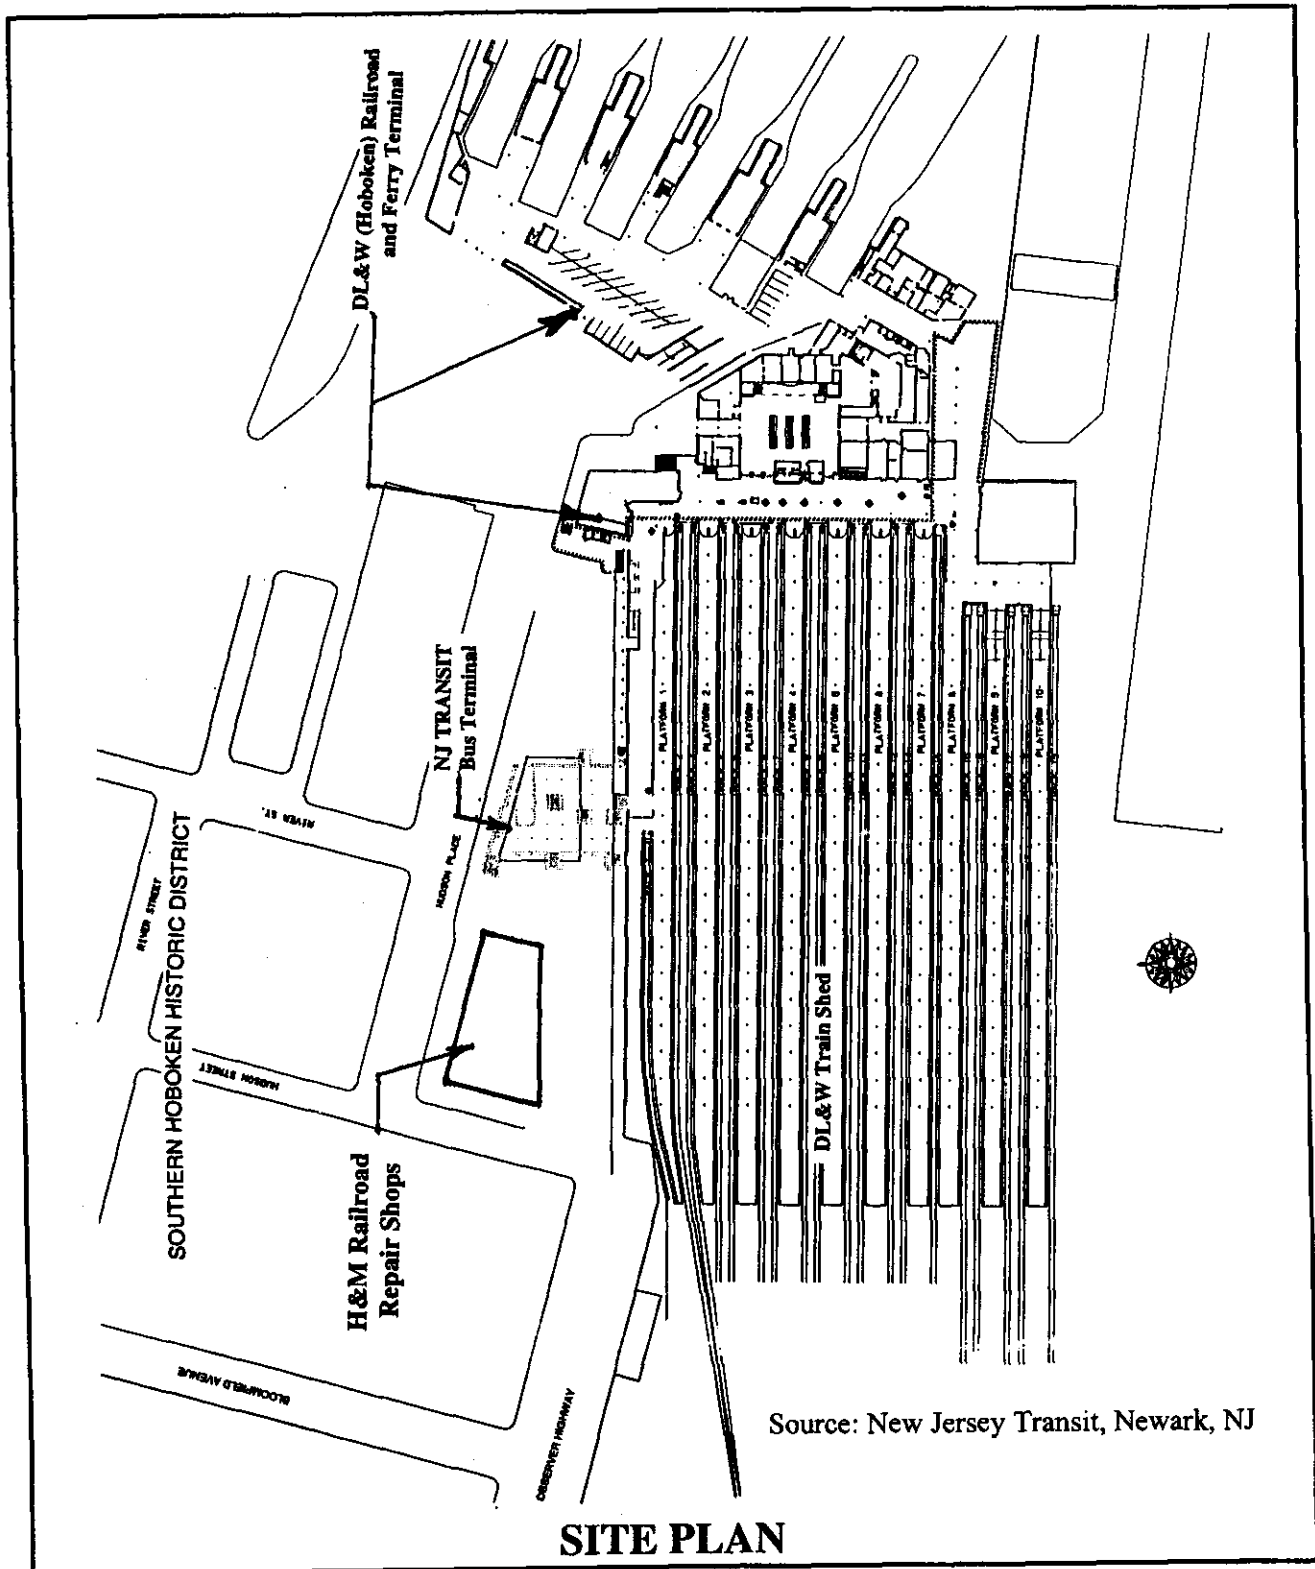 DL&W (Hoboken) Railroad
and Ferry Terminal
NJ TRANSIT
Bus Terminal
RIVER ST.
RIVER STREET
SOUTHERN HOBOKEN HISTORIC DISTRICT
HUDSON PLACE
HUDSON STREET
H&M Railroad
Repair Shops
BLOOMFIELD AVENUE
OBSERVER HIGHWAY
PLATFORM 1
PLATFORM 2
PLATFORM 3
PLATFORM 4
PLATFORM 5
PLATFORM 6
PLATFORM 7
PLATFORM 8
PLATFORM 9
PLATFORM 10
DL&W Train Shed
Source: New Jersey Transit, Newark, NJ
SITE PLAN